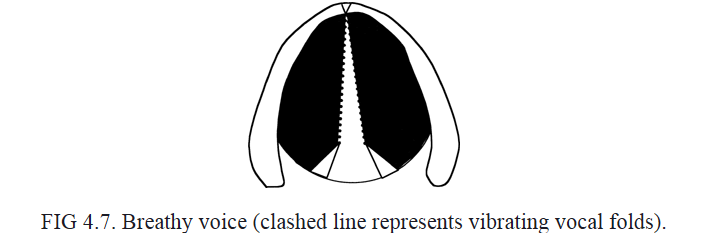 FIG 4.7. Breathy voice (clashed line represents vibrating vocal folds).